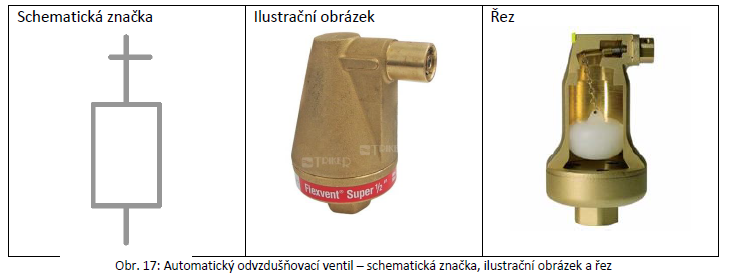 Schematická značka
Ilustrační obrázek
Řez
Flexvent® Super ½"
Obr. 17: Automatický odvzdušňovací ventil – schematická značka, ilustrační obrázek a řez